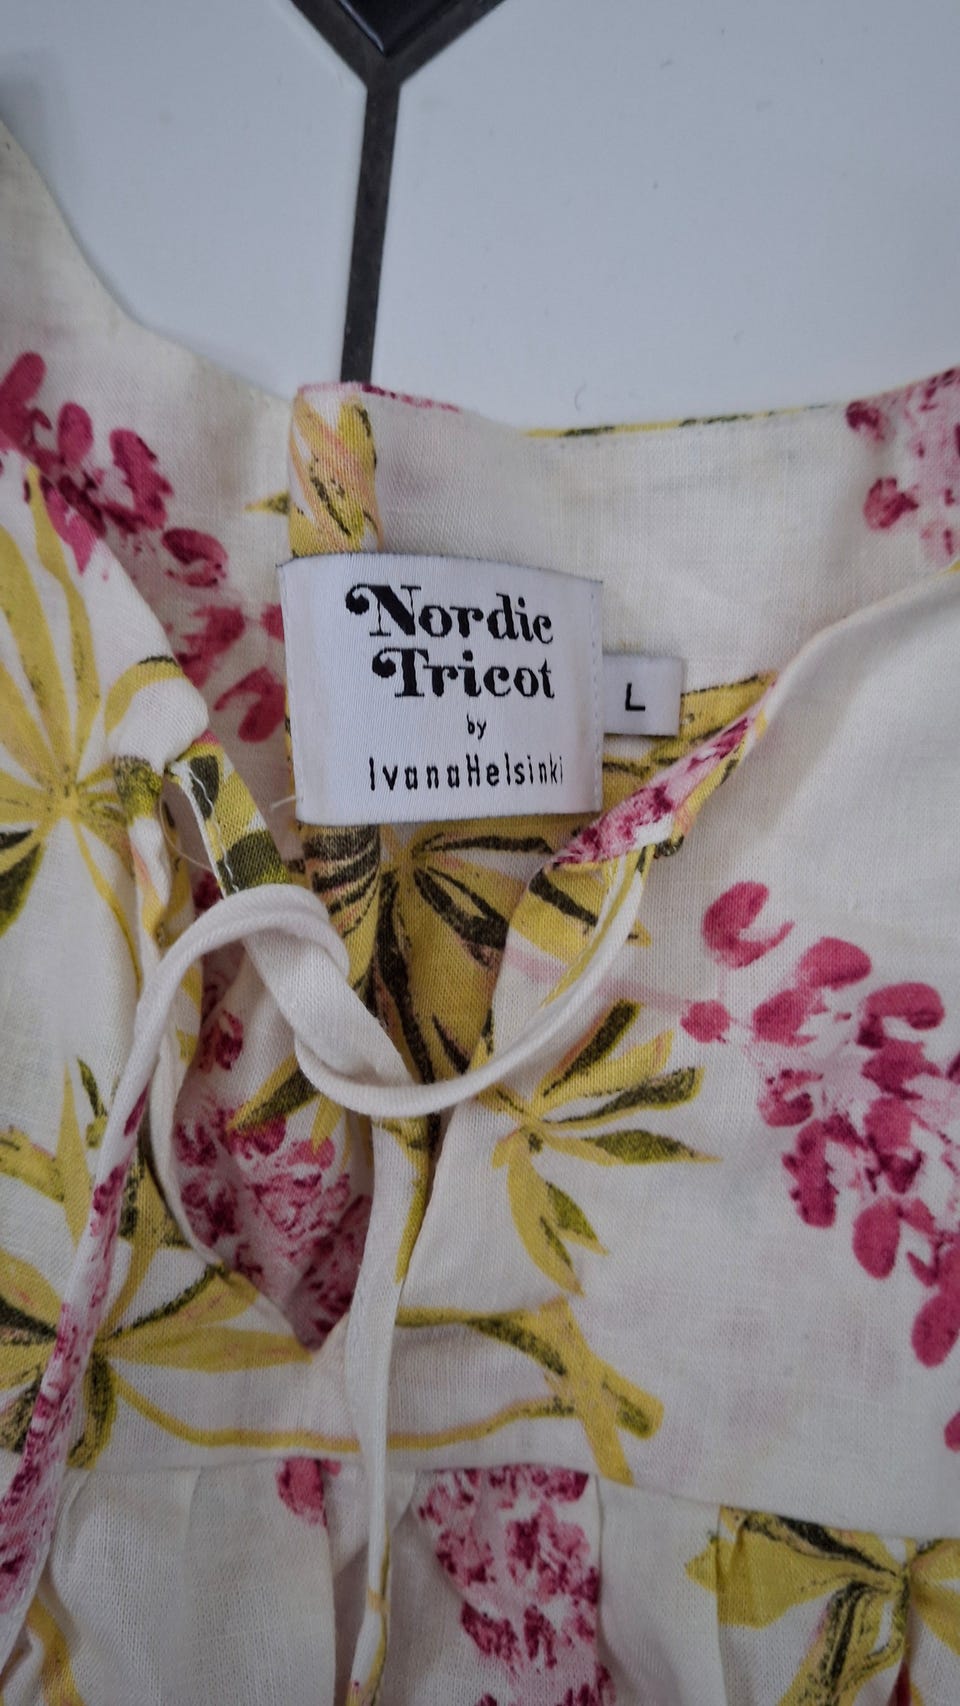 Nordic
Tricot
by
IvanaHelsinki
L